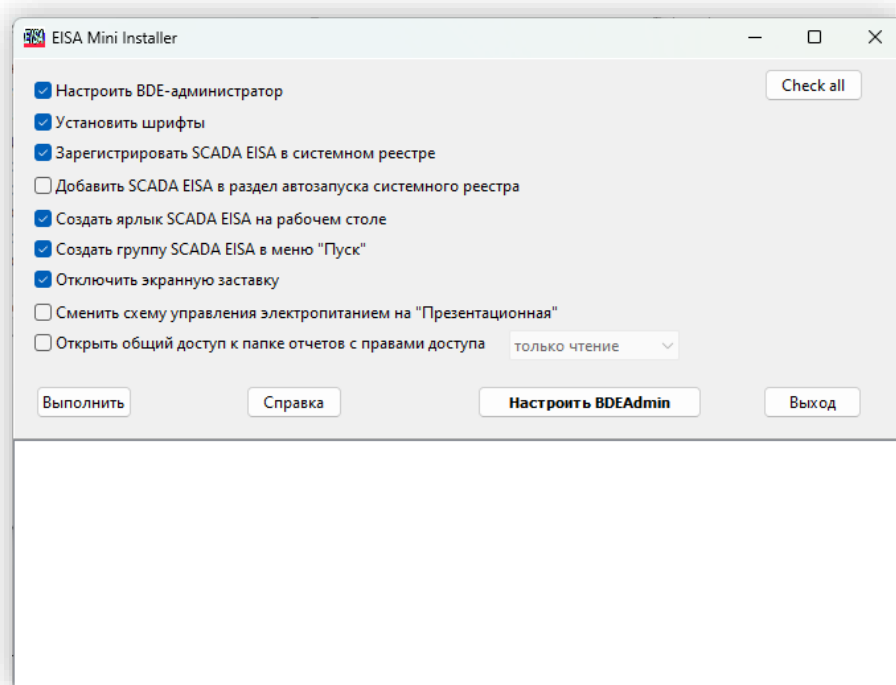 EISA Mini Installer
Настроить BDE-администратор
Check all
Установить шрифты
Зарегистрировать SCADA EISA в системном реестре
Добавить SCADA EISA в раздел автозапуска системного реестра
Создать ярлык SCADA EISA на рабочем столе
Создать группу SCADA EISA в меню "Пуск"
Отключить экранную заставку
Сменить схему управления электропитанием на "Презентационная"
Открыть общий доступ к папке отчетов с правами доступа только чтение
Выполнить Справка Настроить BDEAdmin Выход